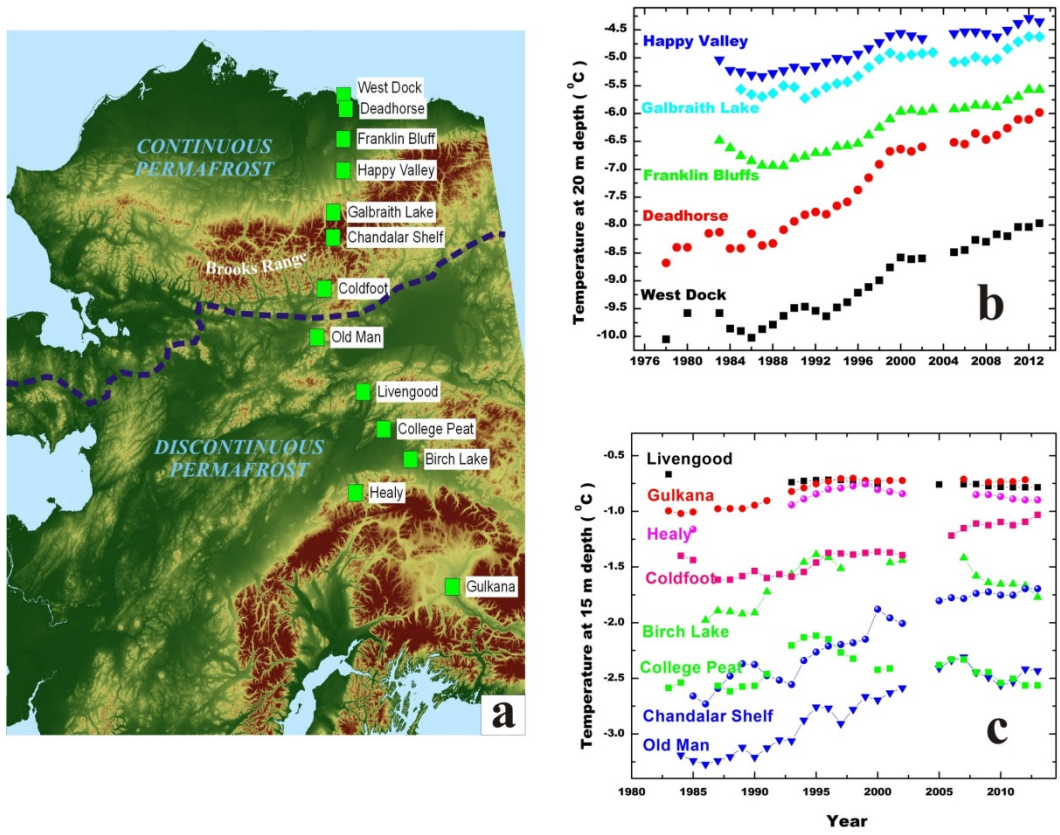 West Dock
Deadhorse
CONTINUOUS
PERMAFROST
Franklin Bluff
Happy Valley
Galbraith Lake
Chandalar Shelf
Brooks Range
Coldfoot
Old Man
Livengood
College Peat
DISCONTINUOUS
PERMAFROST
Birch Lake
Healy
Gulkana
a
Temperature at 20 m depth ( ⁰C)
-4.5
-5.0
-5.5
-6.0
-6.5
-7.0
-7.5
-8.0
-8.5
-9.0
-9.5
-10.0
Happy Valley
Galbraith Lake
Franklin Bluffs
Deadhorse
West Dock
b
1976 1980 1984 1988 1992 1996 2000 2004 2008 2012
Temperature at 15 m depth ( ⁰C)
-0.5
-1.0
-1.5
-2.0
-2.5
-3.0
Livengood
Gulkana
Healy
Coldfoot
Birch Lake
College Peat
Chandalar Shelf
Old Man
c
1980 1985 1990 1995 2000 2005 2010
Year